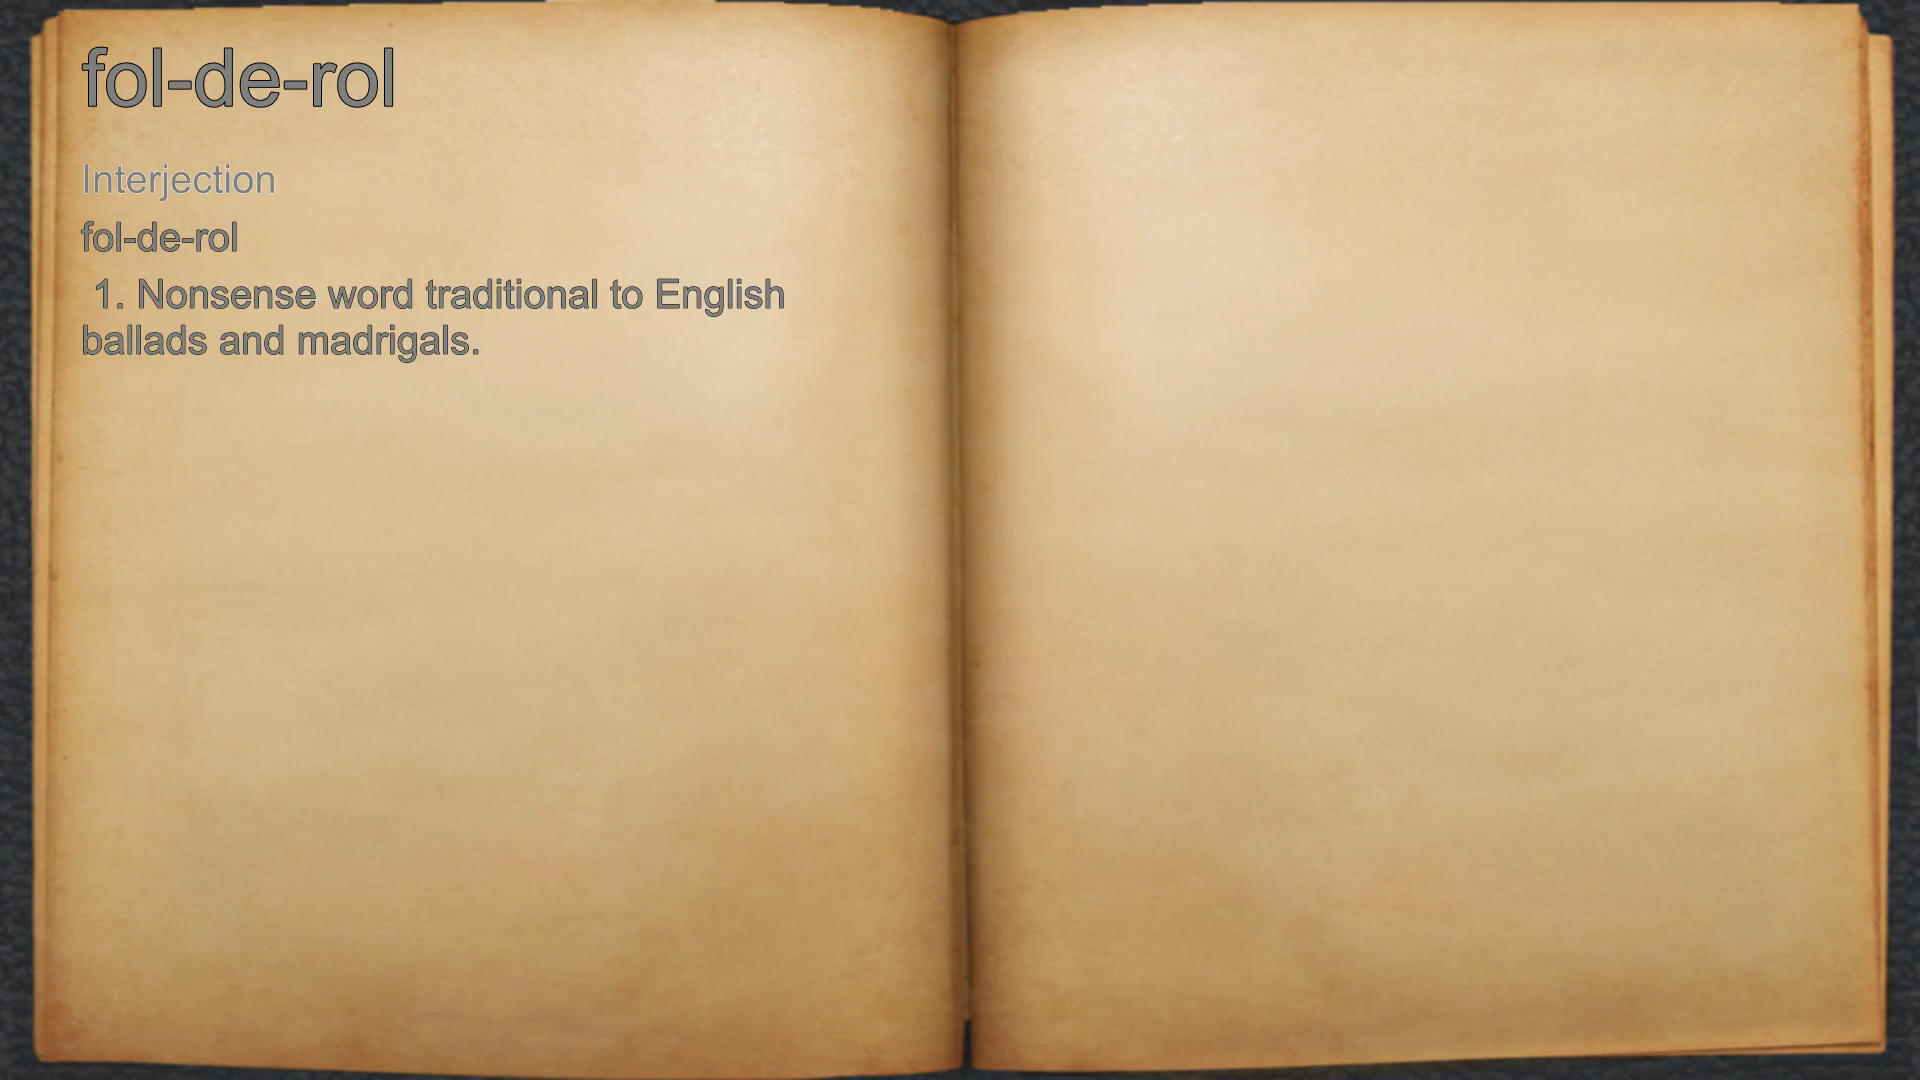 fol-de-rol
Interjection
fol-de-rol
1. Nonsense word traditional to English
ballads and madrigals.